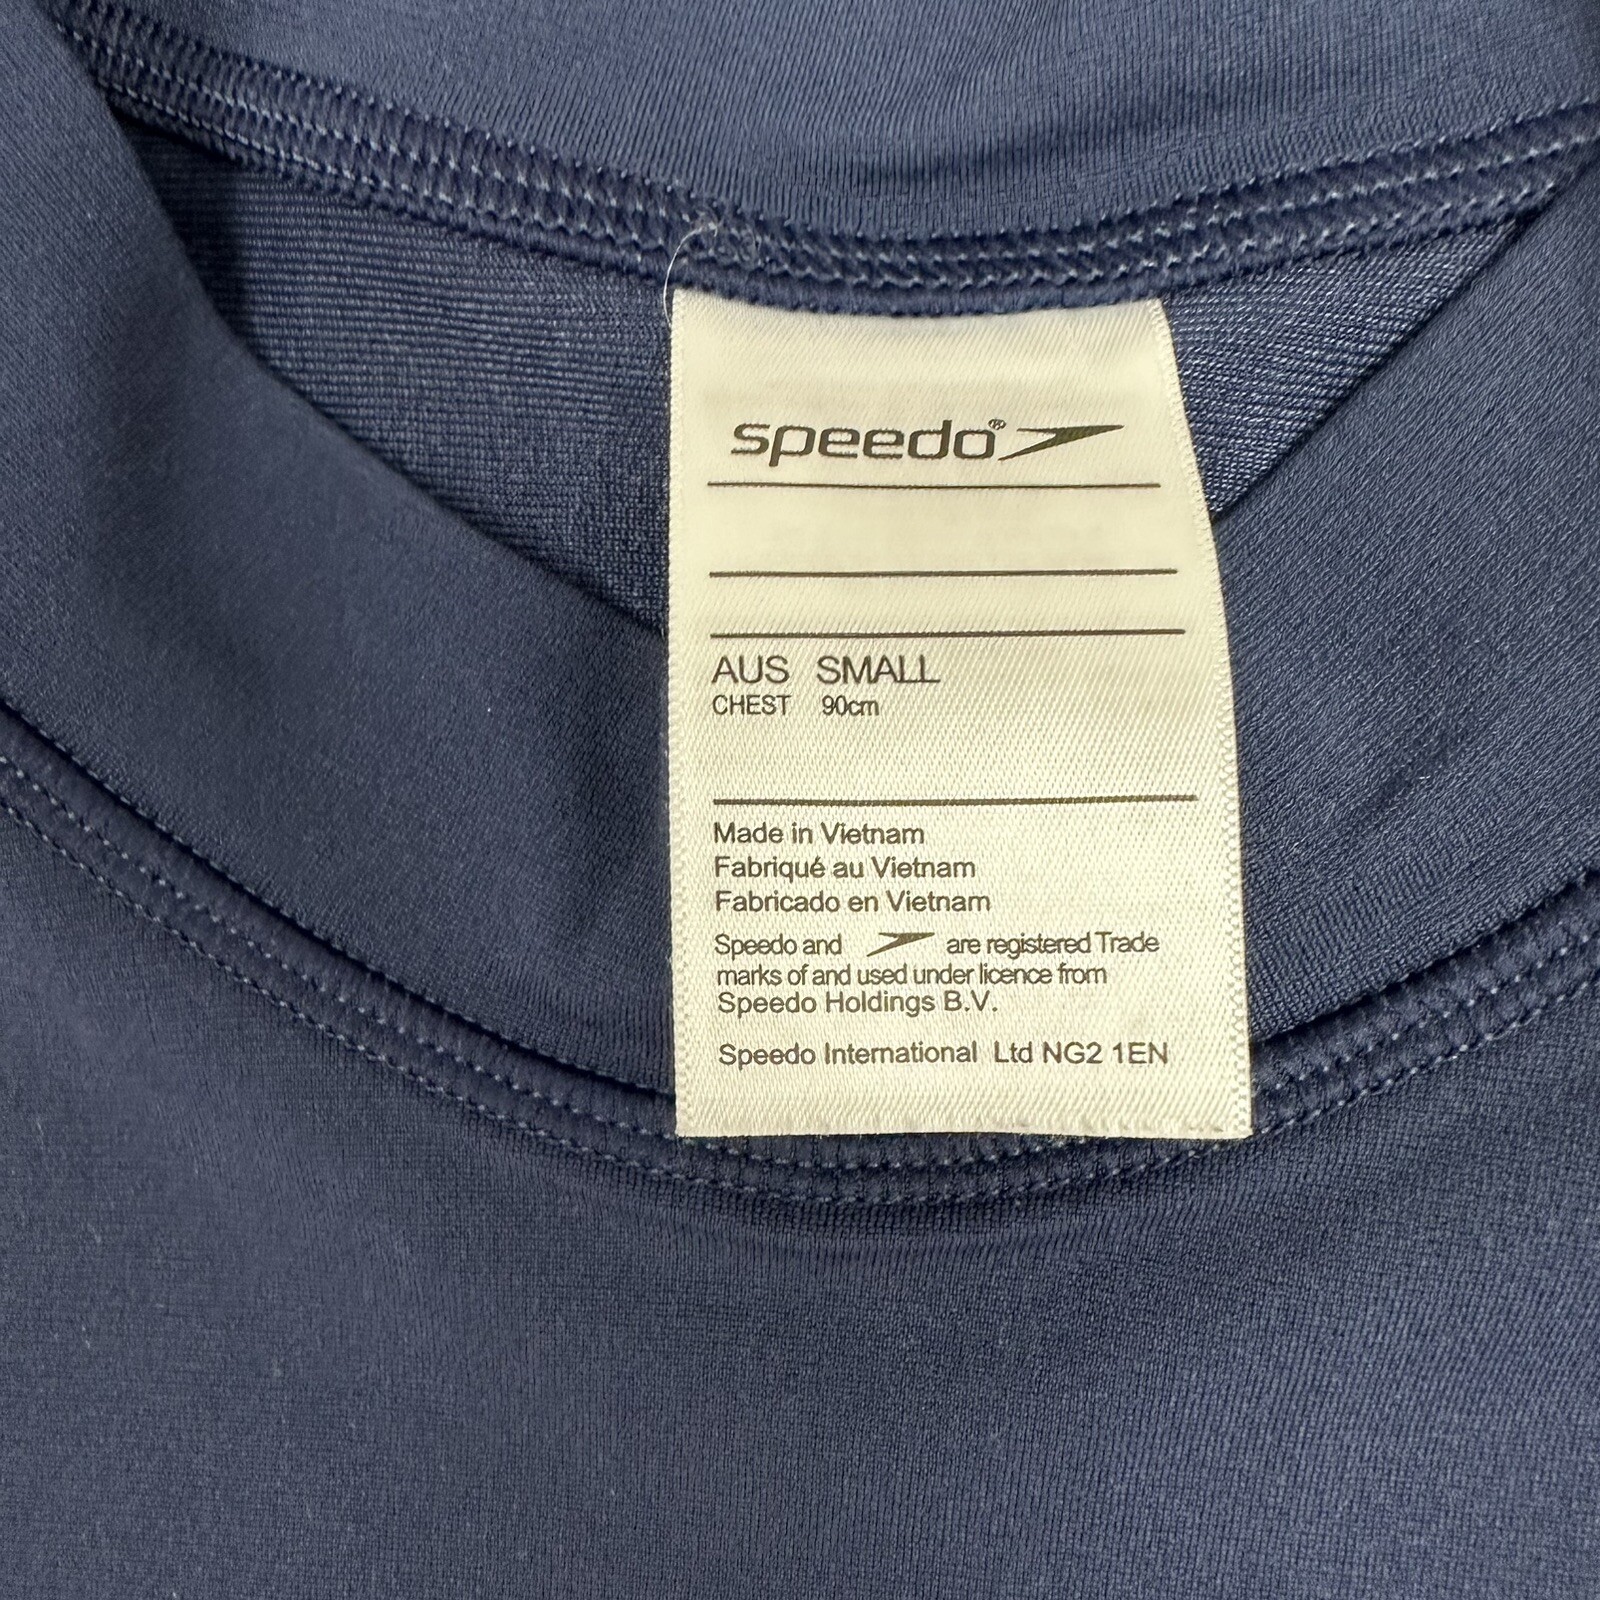 speedo®
AUS SMALL
CHEST 90cm
Made in Vietnam
Fabriqué au Vietnam
Fabricado en Vietnam
Speedo and are registered Trade
marks of and used under licence from
Speedo Holdings B.V.
Speedo International Ltd NG2 1EN